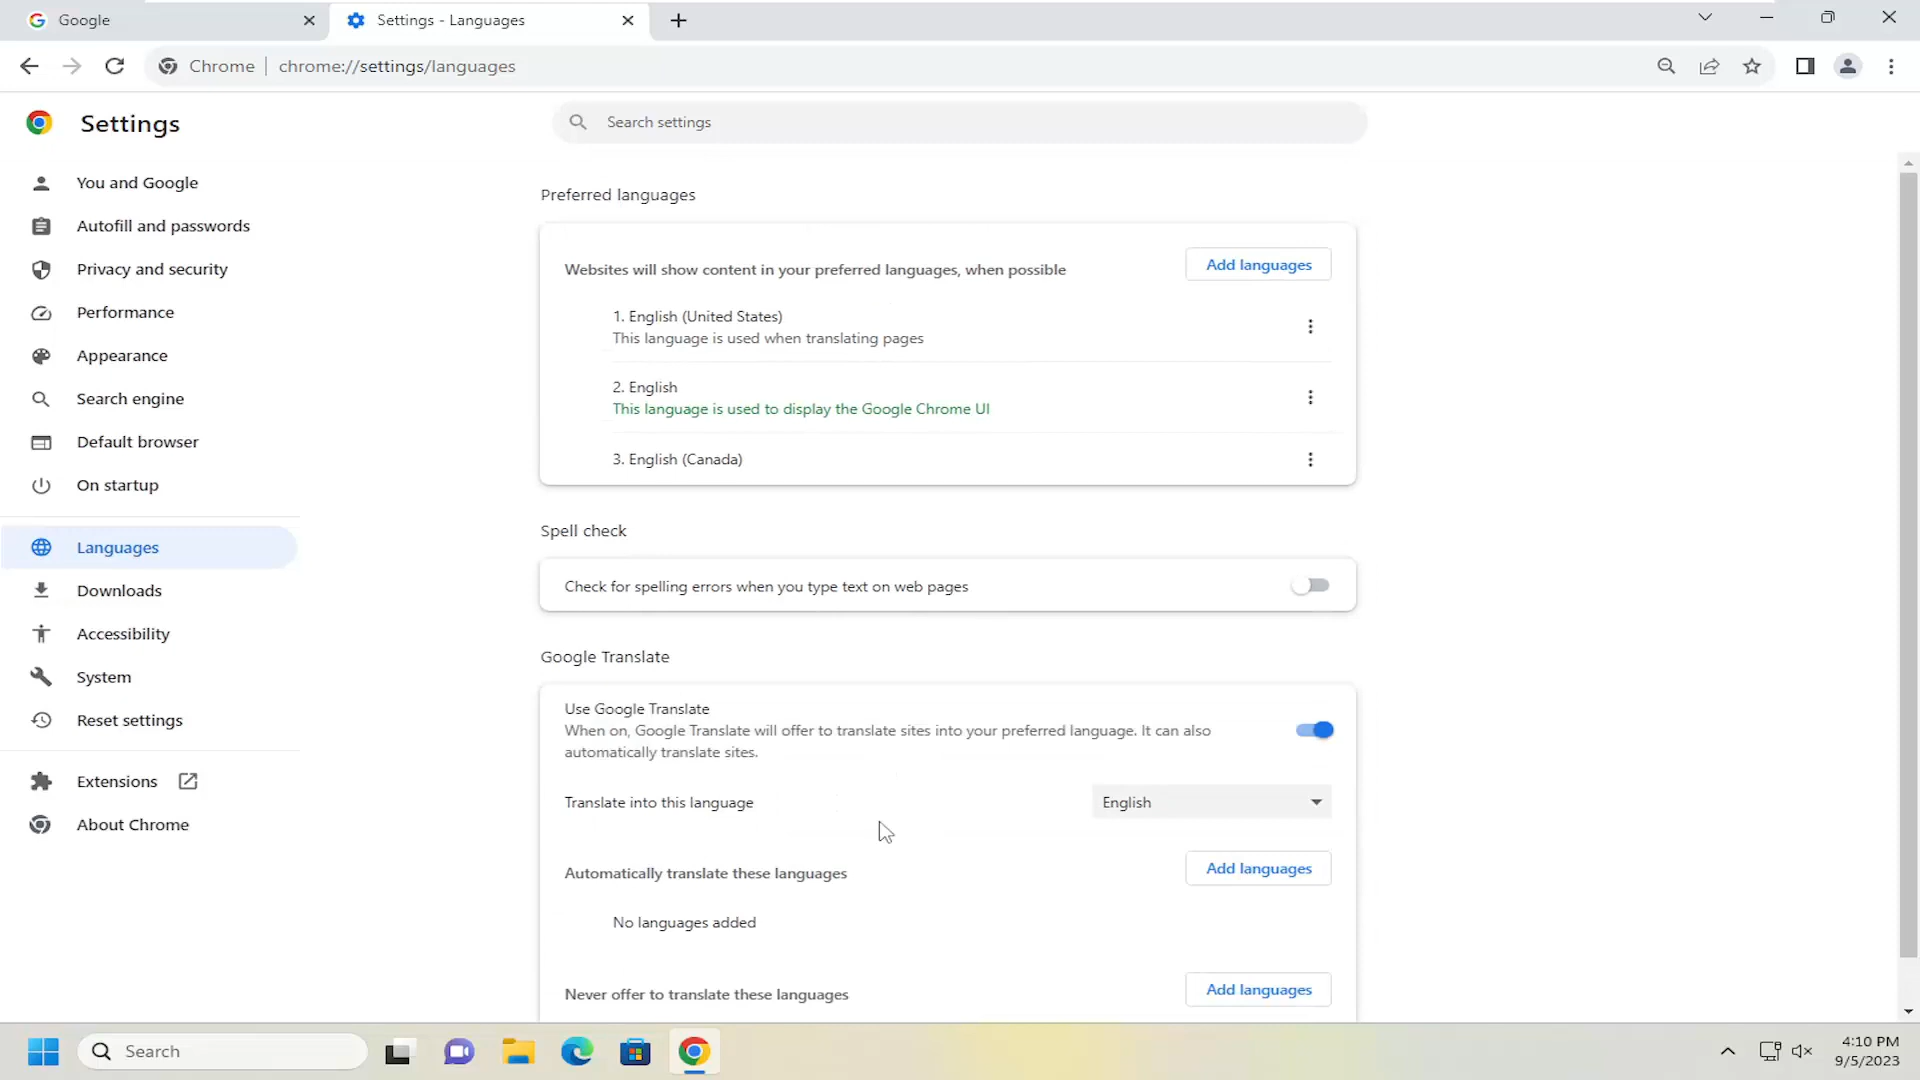 Google
Settings - Languages
Chrome
chrome://settings/languages
Settings
Search settings
You and Google
Autofill and passwords
Privacy and security
Performance
Appearance
Search engine
Default browser
On startup
Languages
Downloads
Accessibility
System
Reset settings
Extensions
About Chrome
Preferred languages
Websites will show content in your preferred languages, when possible
Add languages
1. English (United States)
This language is used when translating pages
2. English
This language is used to display the Google Chrome UI
3. English (Canada)
Spell check
Check for spelling errors when you type text on web pages
Google Translate
Use Google Translate
When on, Google Translate will offer to translate sites into your preferred language. It can also
automatically translate sites.
Translate into this language
English
Automatically translate these languages
Add languages
No languages added
Never offer to translate these languages
Add languages
Search
4:10 PM
9/5/2023